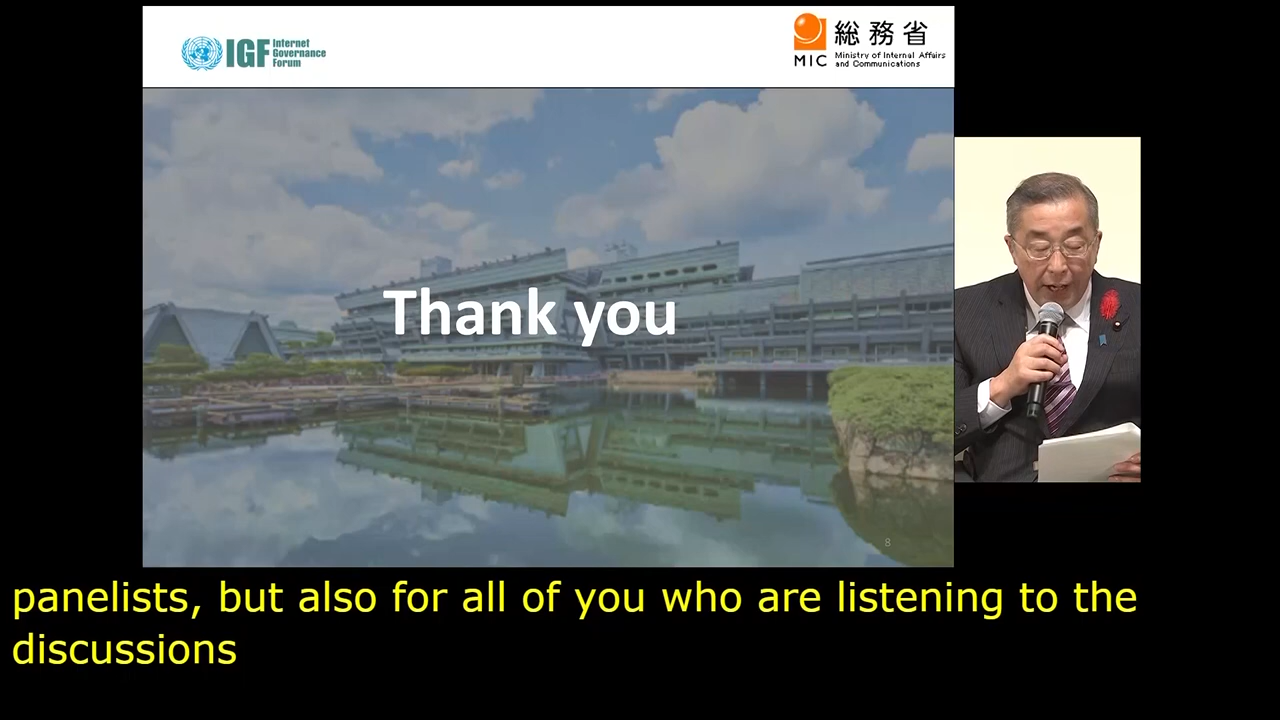 IGF
Internet
Governance
Forum
総務省
MIC
Ministry of Internal Affairs
and Communications
Thank you
8
panelists, but also for all of you who are listening to the
discussions